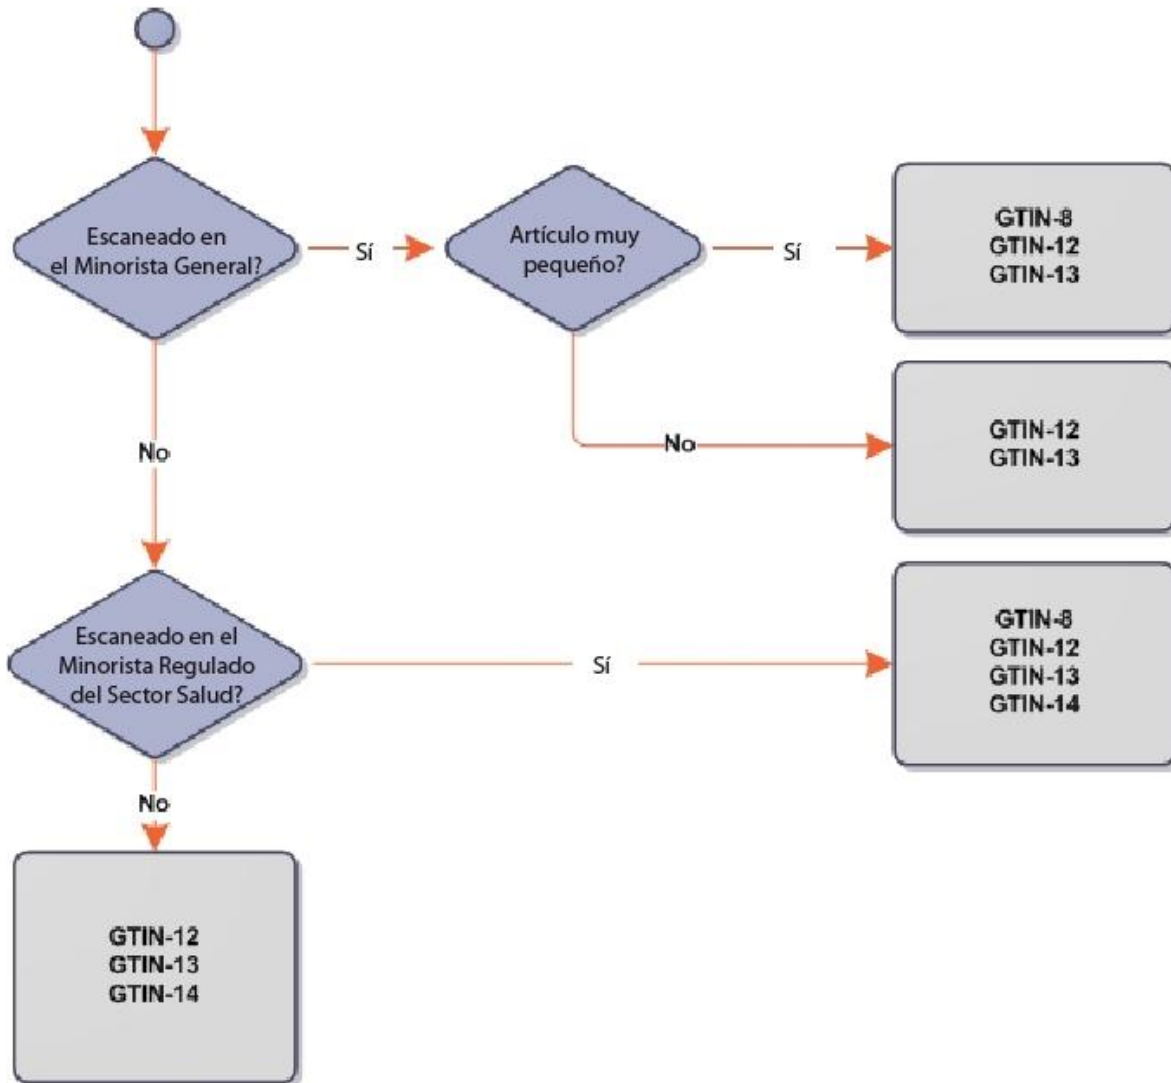 Escaneado en
el Minorista General?
Sí
Artículo muy
pequeño?
Sí
GTIN-8
GTIN-12
GTIN-13
No
GTIN-12
GTIN-13
No
Escaneado en el
Minorista Regulado
del Sector Salud?
Sí
GTIN-8
GTIN-12
GTIN-13
GTIN-14
No
GTIN-12
GTIN-13
GTIN-14